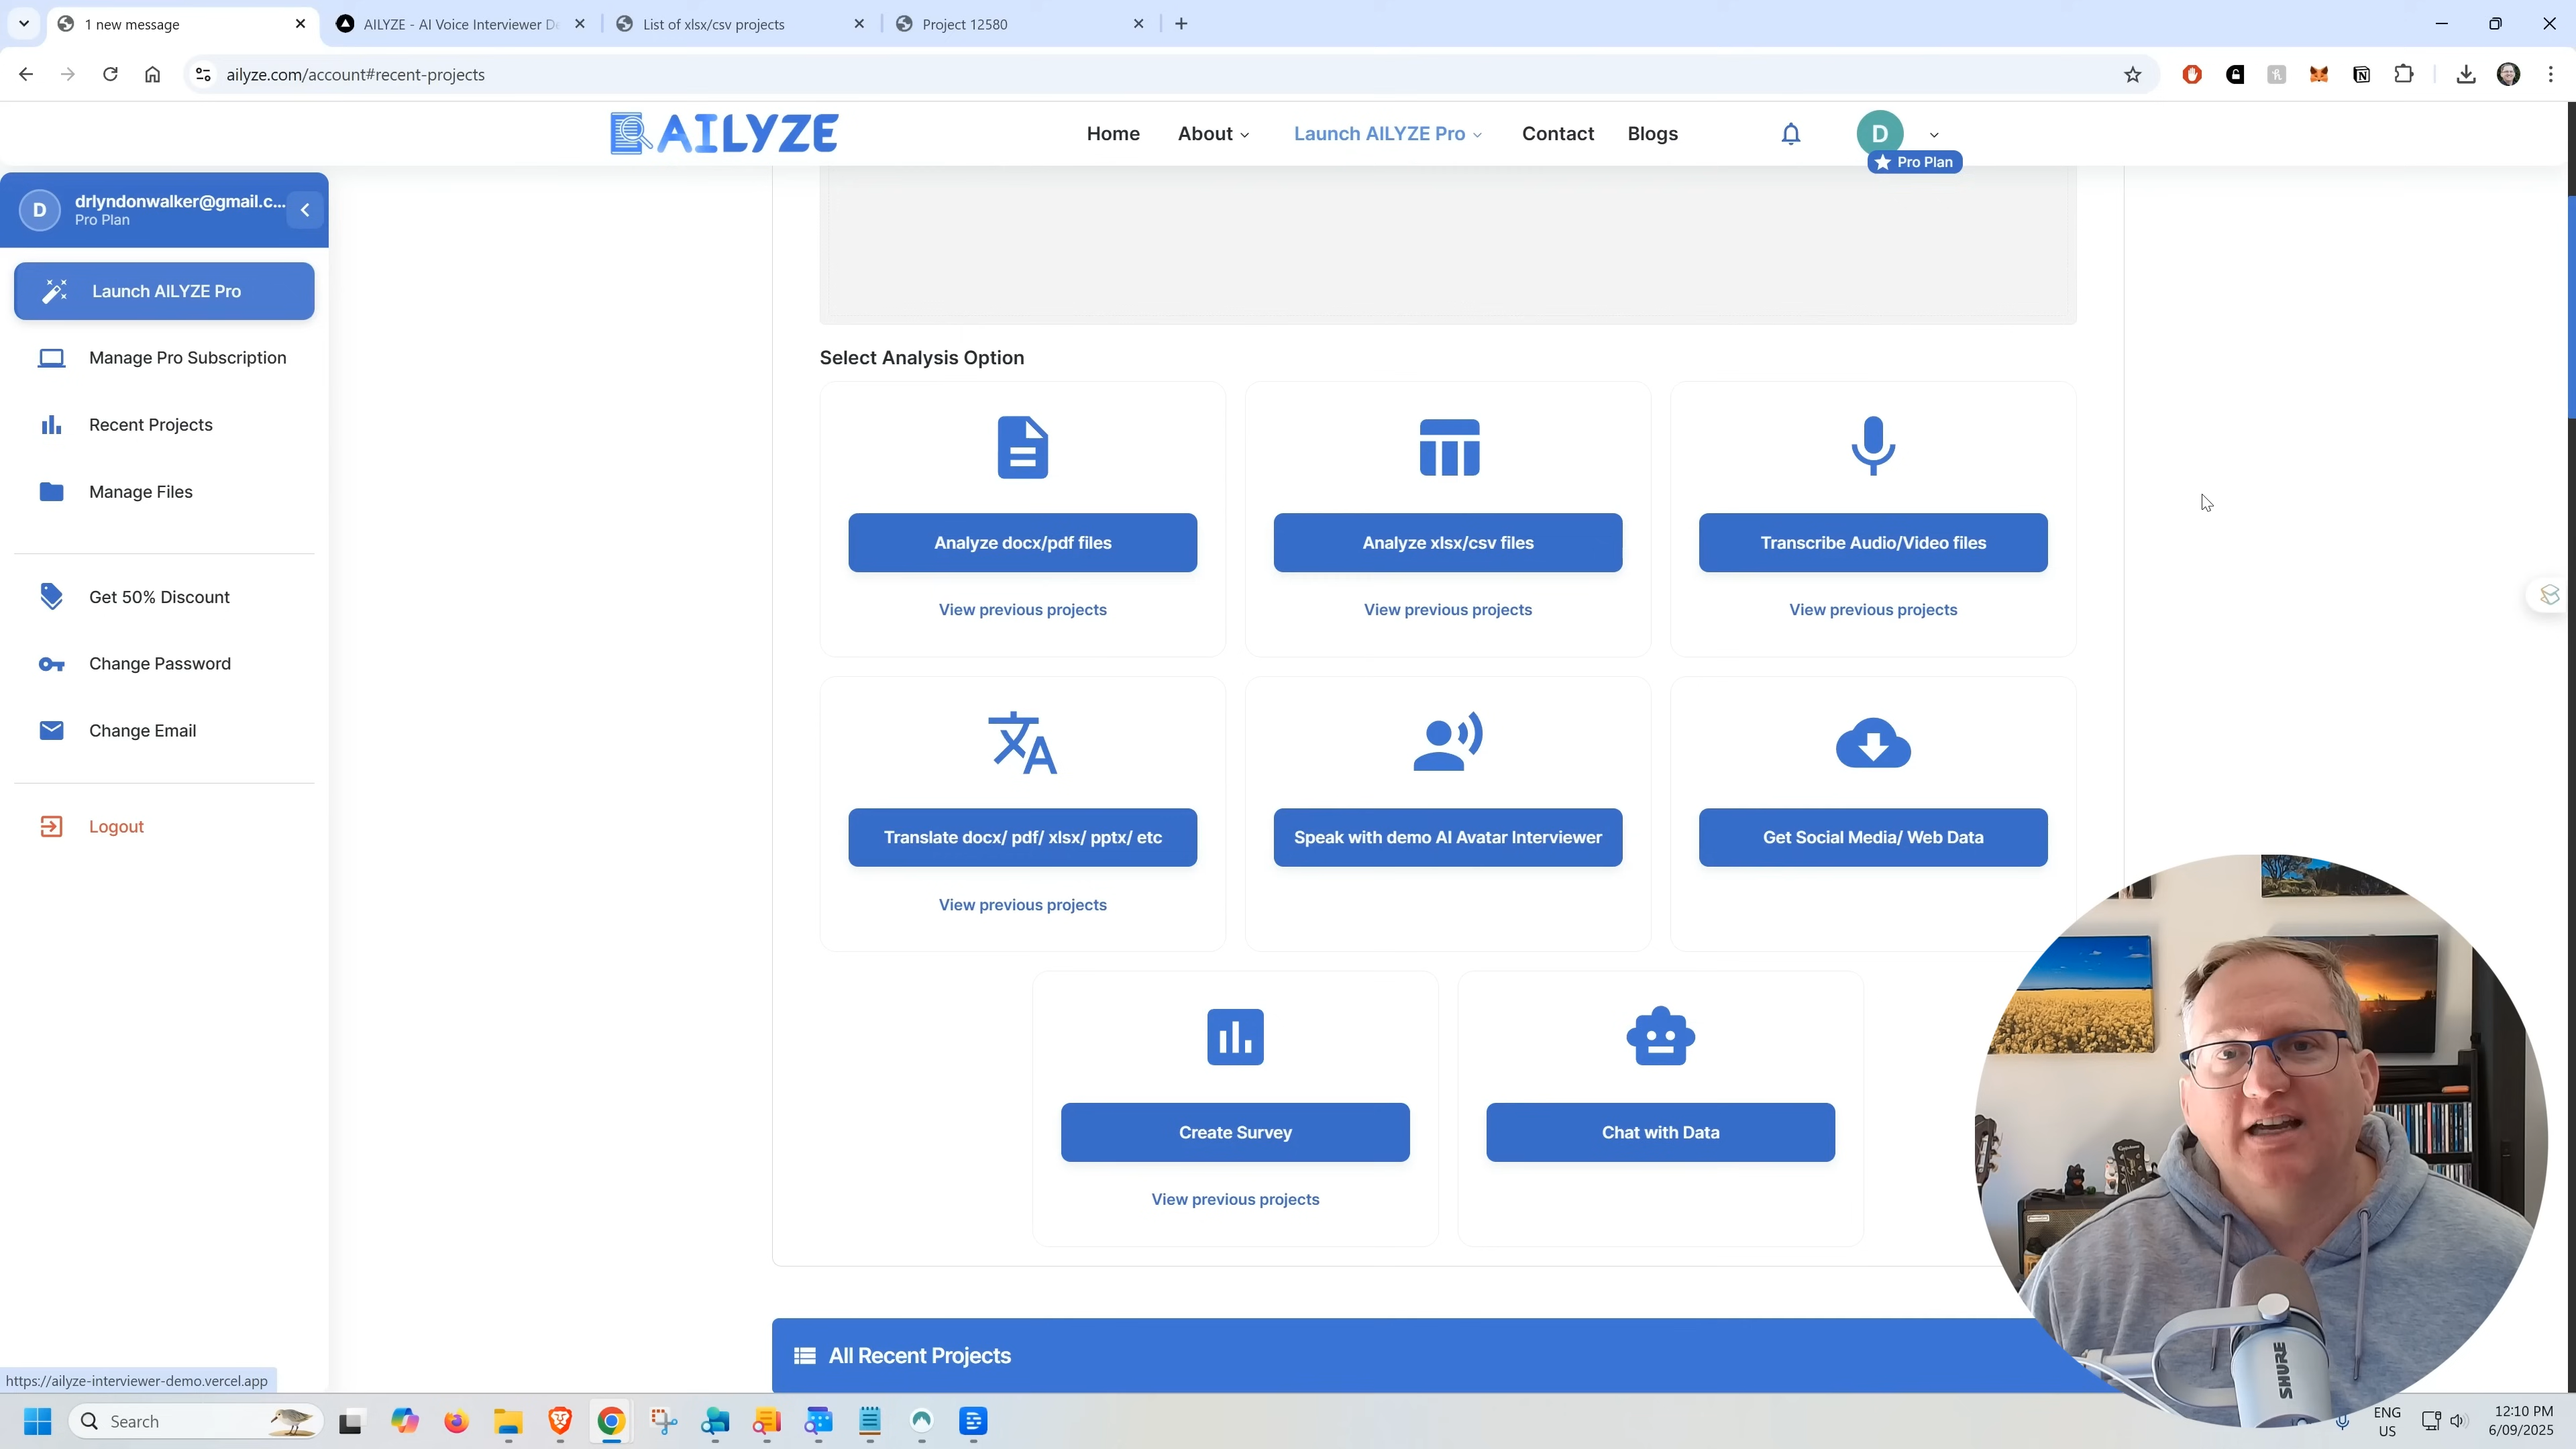 1 new message
AILYZE - AI Voice Interviewer De
List of xlsx/csv projects
Project 12580
ailyze.com/account#recent-projects
AILYZE
Home
About
Launch AILYZE Pro
Contact
Blogs
D
Pro Plan
D
drlyndonwalker@gmail.c...
Pro Plan
Launch AILYZE Pro
Manage Pro Subscription
Recent Projects
Manage Files
Get 50% Discount
Change Password
Change Email
Logout
Select Analysis Option
Analyze docx/pdf files
View previous projects
Analyze xlsx/csv files
View previous projects
Transcribe Audio/Video files
View previous projects
Translate docx/ pdf/ xlsx/ pptx/ etc
View previous projects
Speak with demo AI Avatar Interviewer
Get Social Media/ Web Data
Create Survey
View previous projects
Chat with Data
All Recent Projects
SHURE
https://ailyze-interviewer-demo.vercel.app
Search
ENG
US
12:10 PM
6/09/2025